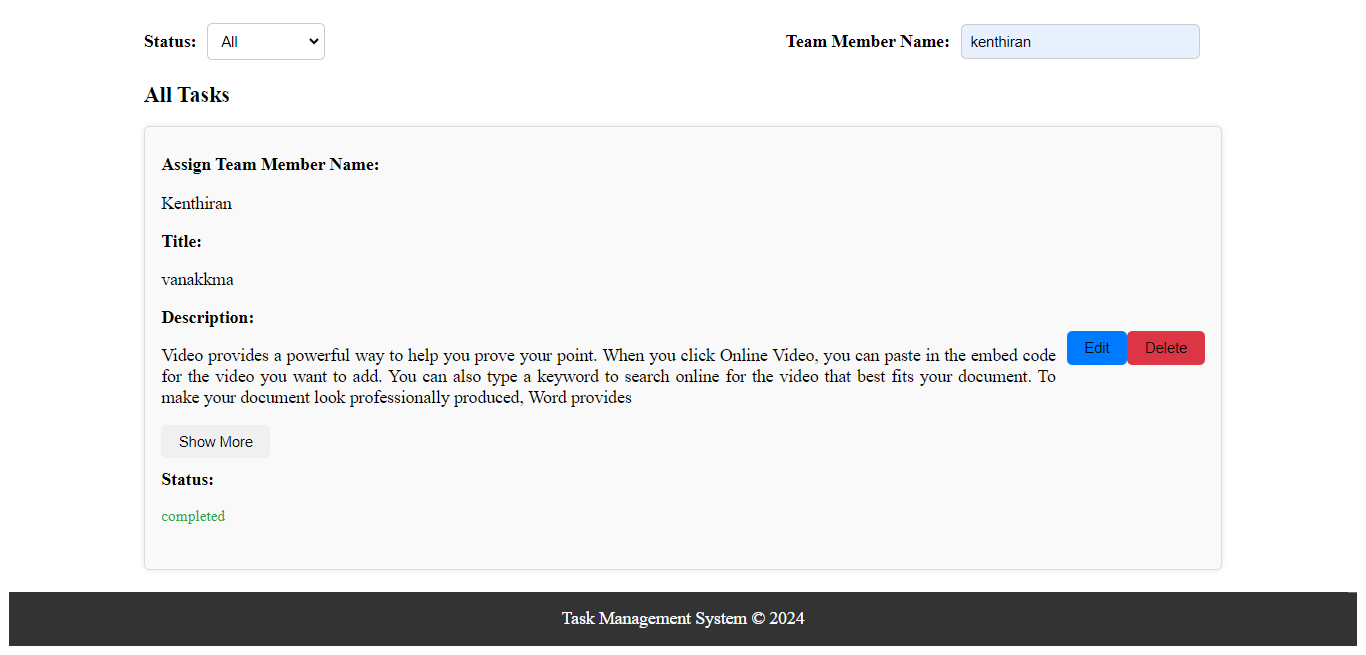 Status: All Team Member Name: kenthiran
All Tasks
Assign Team Member Name:
Kenthiran
Title:
vanakkma
Description:
Video provides a powerful way to help you prove your point. When you click Online Video, you can paste in the embed code
for the video you want to add. You can also type a keyword to search online for the video that best fits your document. To
make your document look professionally produced, Word provides
Edit Delete
Show More
Status:
completed
Task Management System © 2024